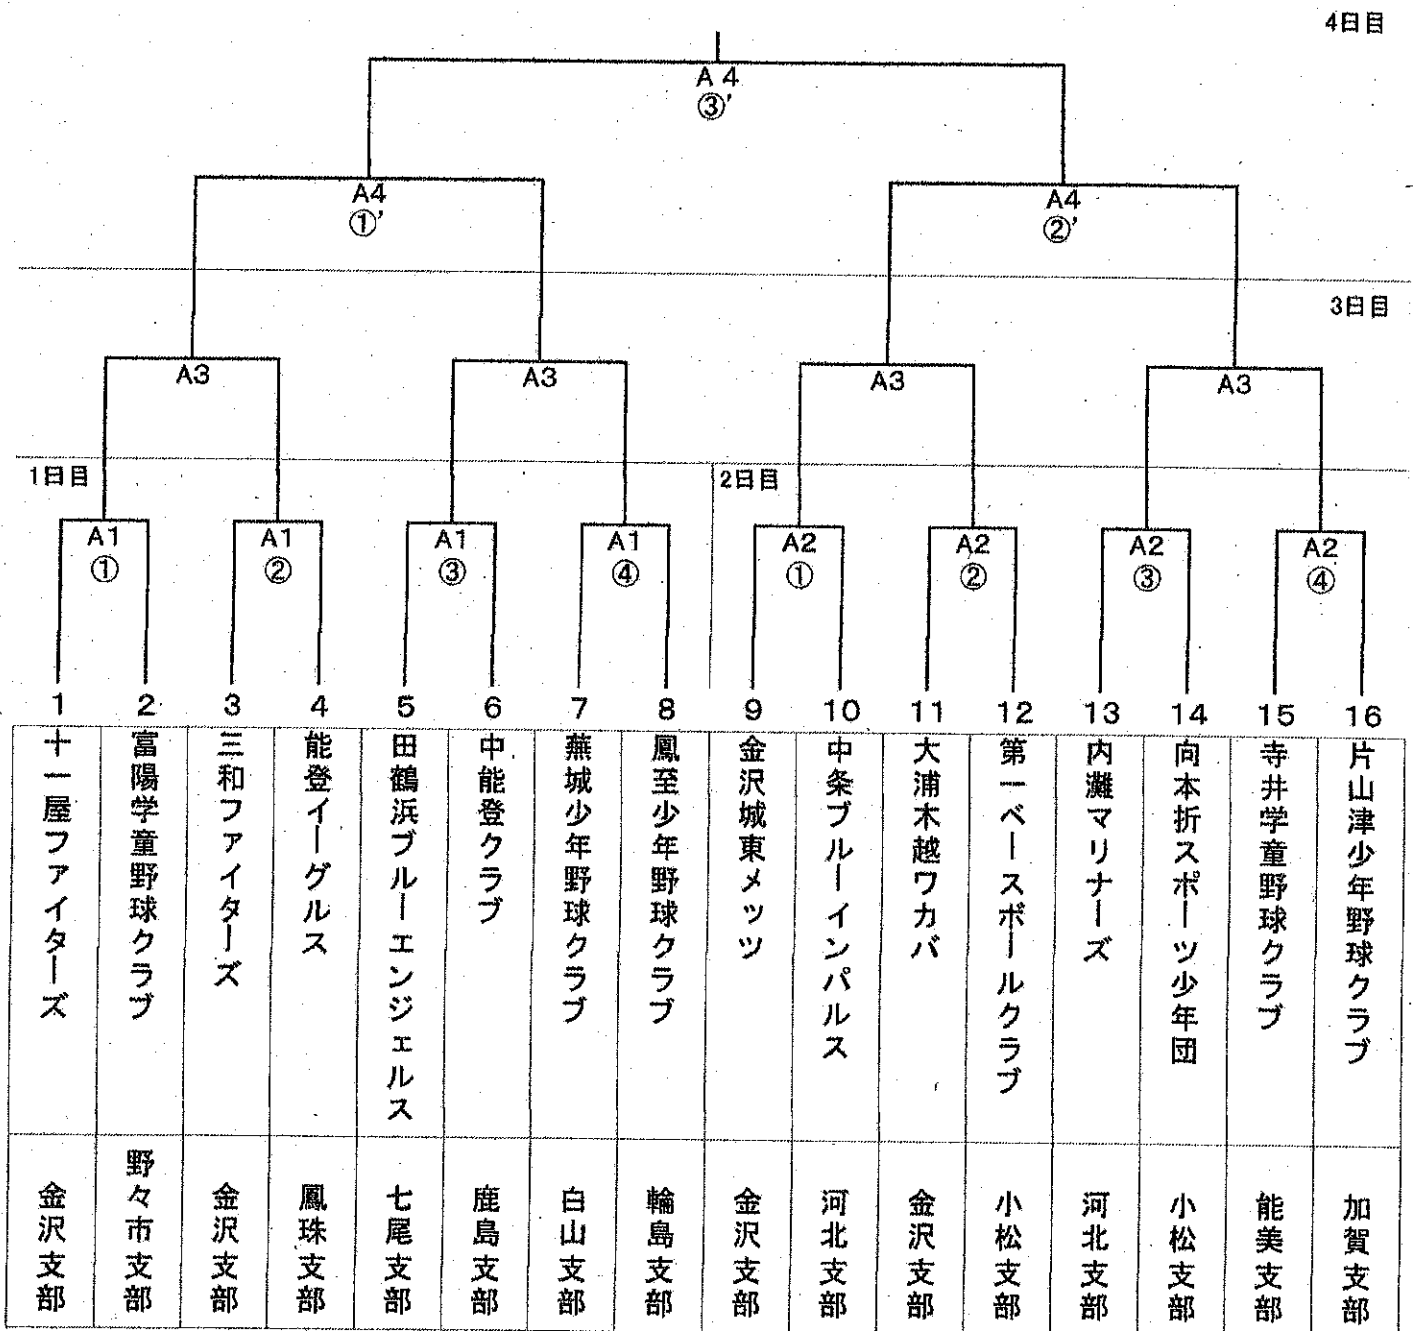 4日目
A 4
③'
A4
①'
A4
②'
3日目
A3
A3
A3
A3
1日目
2日目
A1
①
A1
②
A1
③
A1
④
A2
①
A2
②
A2
③
A2
④
1
2
3
4
5
6
7
8
9
10
11
12
13
14
15
16
十一屋ファイターズ
富陽学童野球クラブ
三和ファイターズ
能登イーグルス
田鶴浜ブルーエンジェルス
中能登クラブ
蕪城少年野球クラブ
鳳至少年野球クラブ
金沢城東メッツ
中条ブルーインパルス
大浦木越ワカバ
第一ベースボールクラブ
内灘マリナーズ
向本折スポーツ少年団
寺井学童野球クラブ
片山津少年野球クラブ
金沢支部
野々市支部
金沢支部
鳳珠支部
七尾支部
鹿島支部
白山支部
輪島支部
金沢支部
河北支部
金沢支部
小松支部
河北支部
小松支部
能美支部
加賀支部